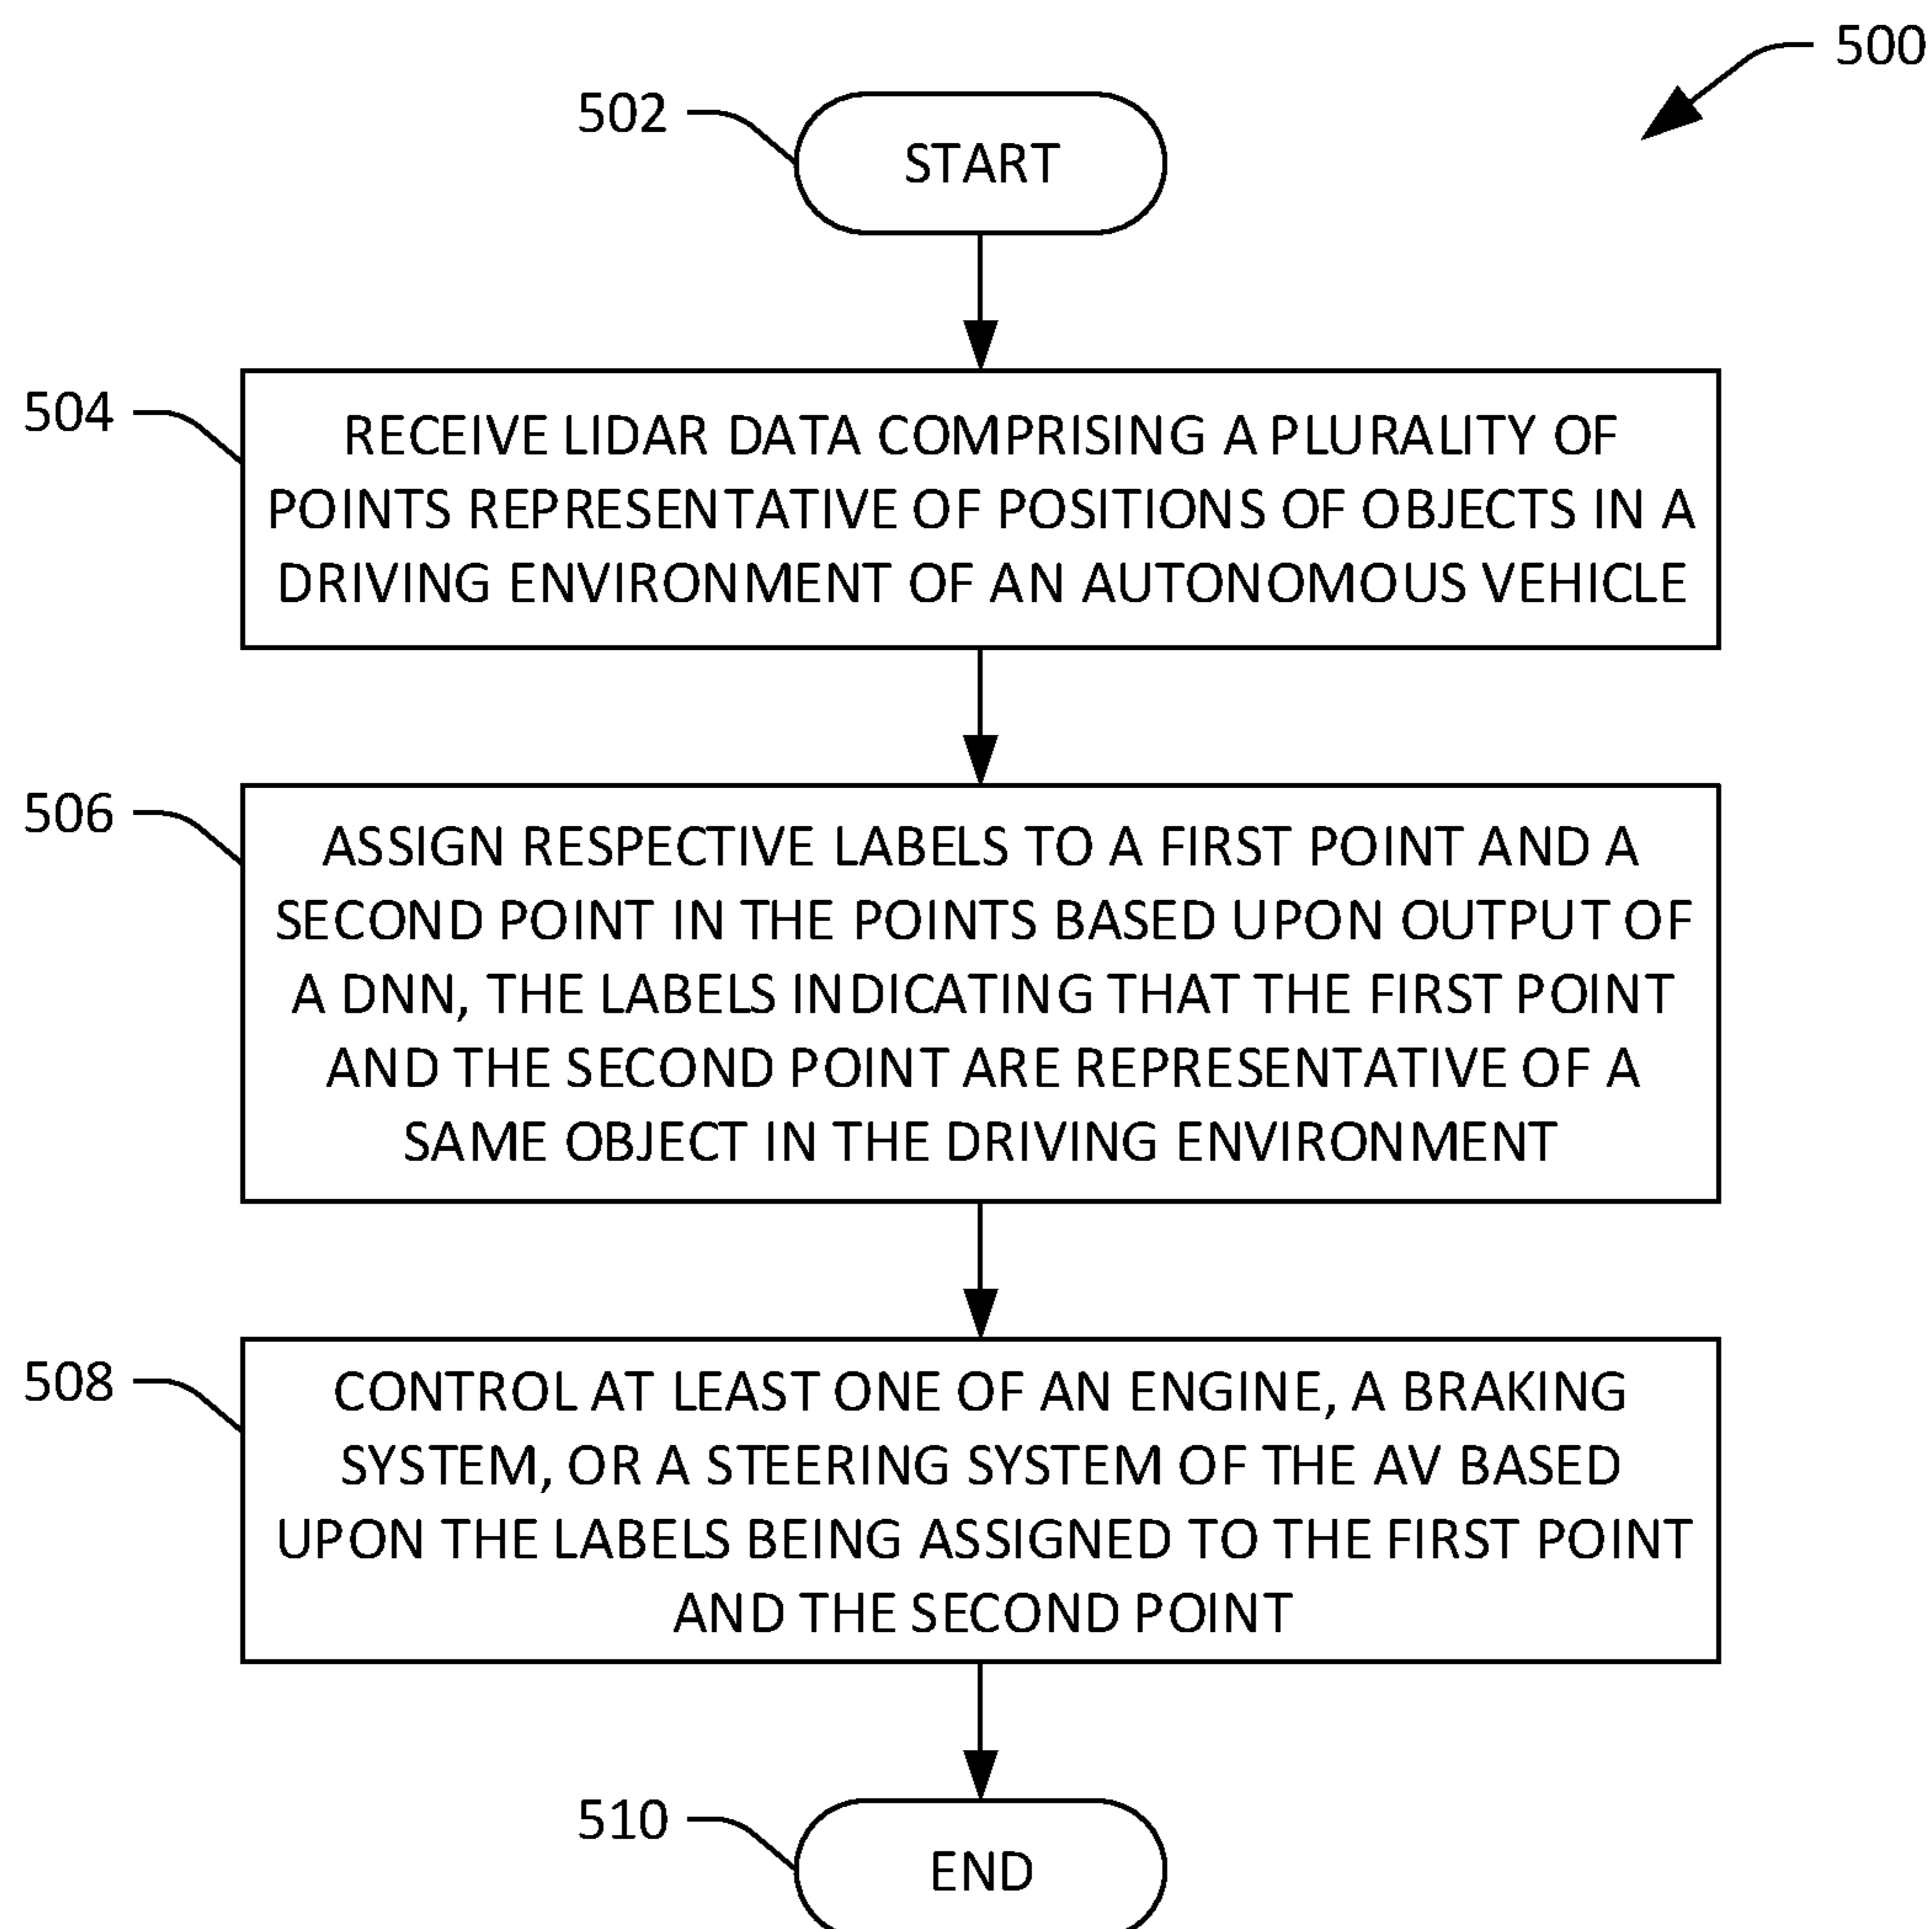 500
502
START
504
RECEIVE LIDAR DATA COMPRISING A PLURALITY OF
POINTS REPRESENTATIVE OF POSITIONS OF OBJECTS IN A
DRIVING ENVIRONMENT OF AN AUTONOMOUS VEHICLE
506
ASSIGN RESPECTIVE LABELS TO A FIRST POINT AND A
SECOND POINT IN THE POINTS BASED UPON OUTPUT OF
A DNN, THE LABELS INDICATING THAT THE FIRST POINT
AND THE SECOND POINT ARE REPRESENTATIVE OF A
SAME OBJECT IN THE DRIVING ENVIRONMENT
508
CONTROL AT LEAST ONE OF AN ENGINE, A BRAKING
SYSTEM, OR A STEERING SYSTEM OF THE AV BASED
UPON THE LABELS BEING ASSIGNED TO THE FIRST POINT
AND THE SECOND POINT
510
END